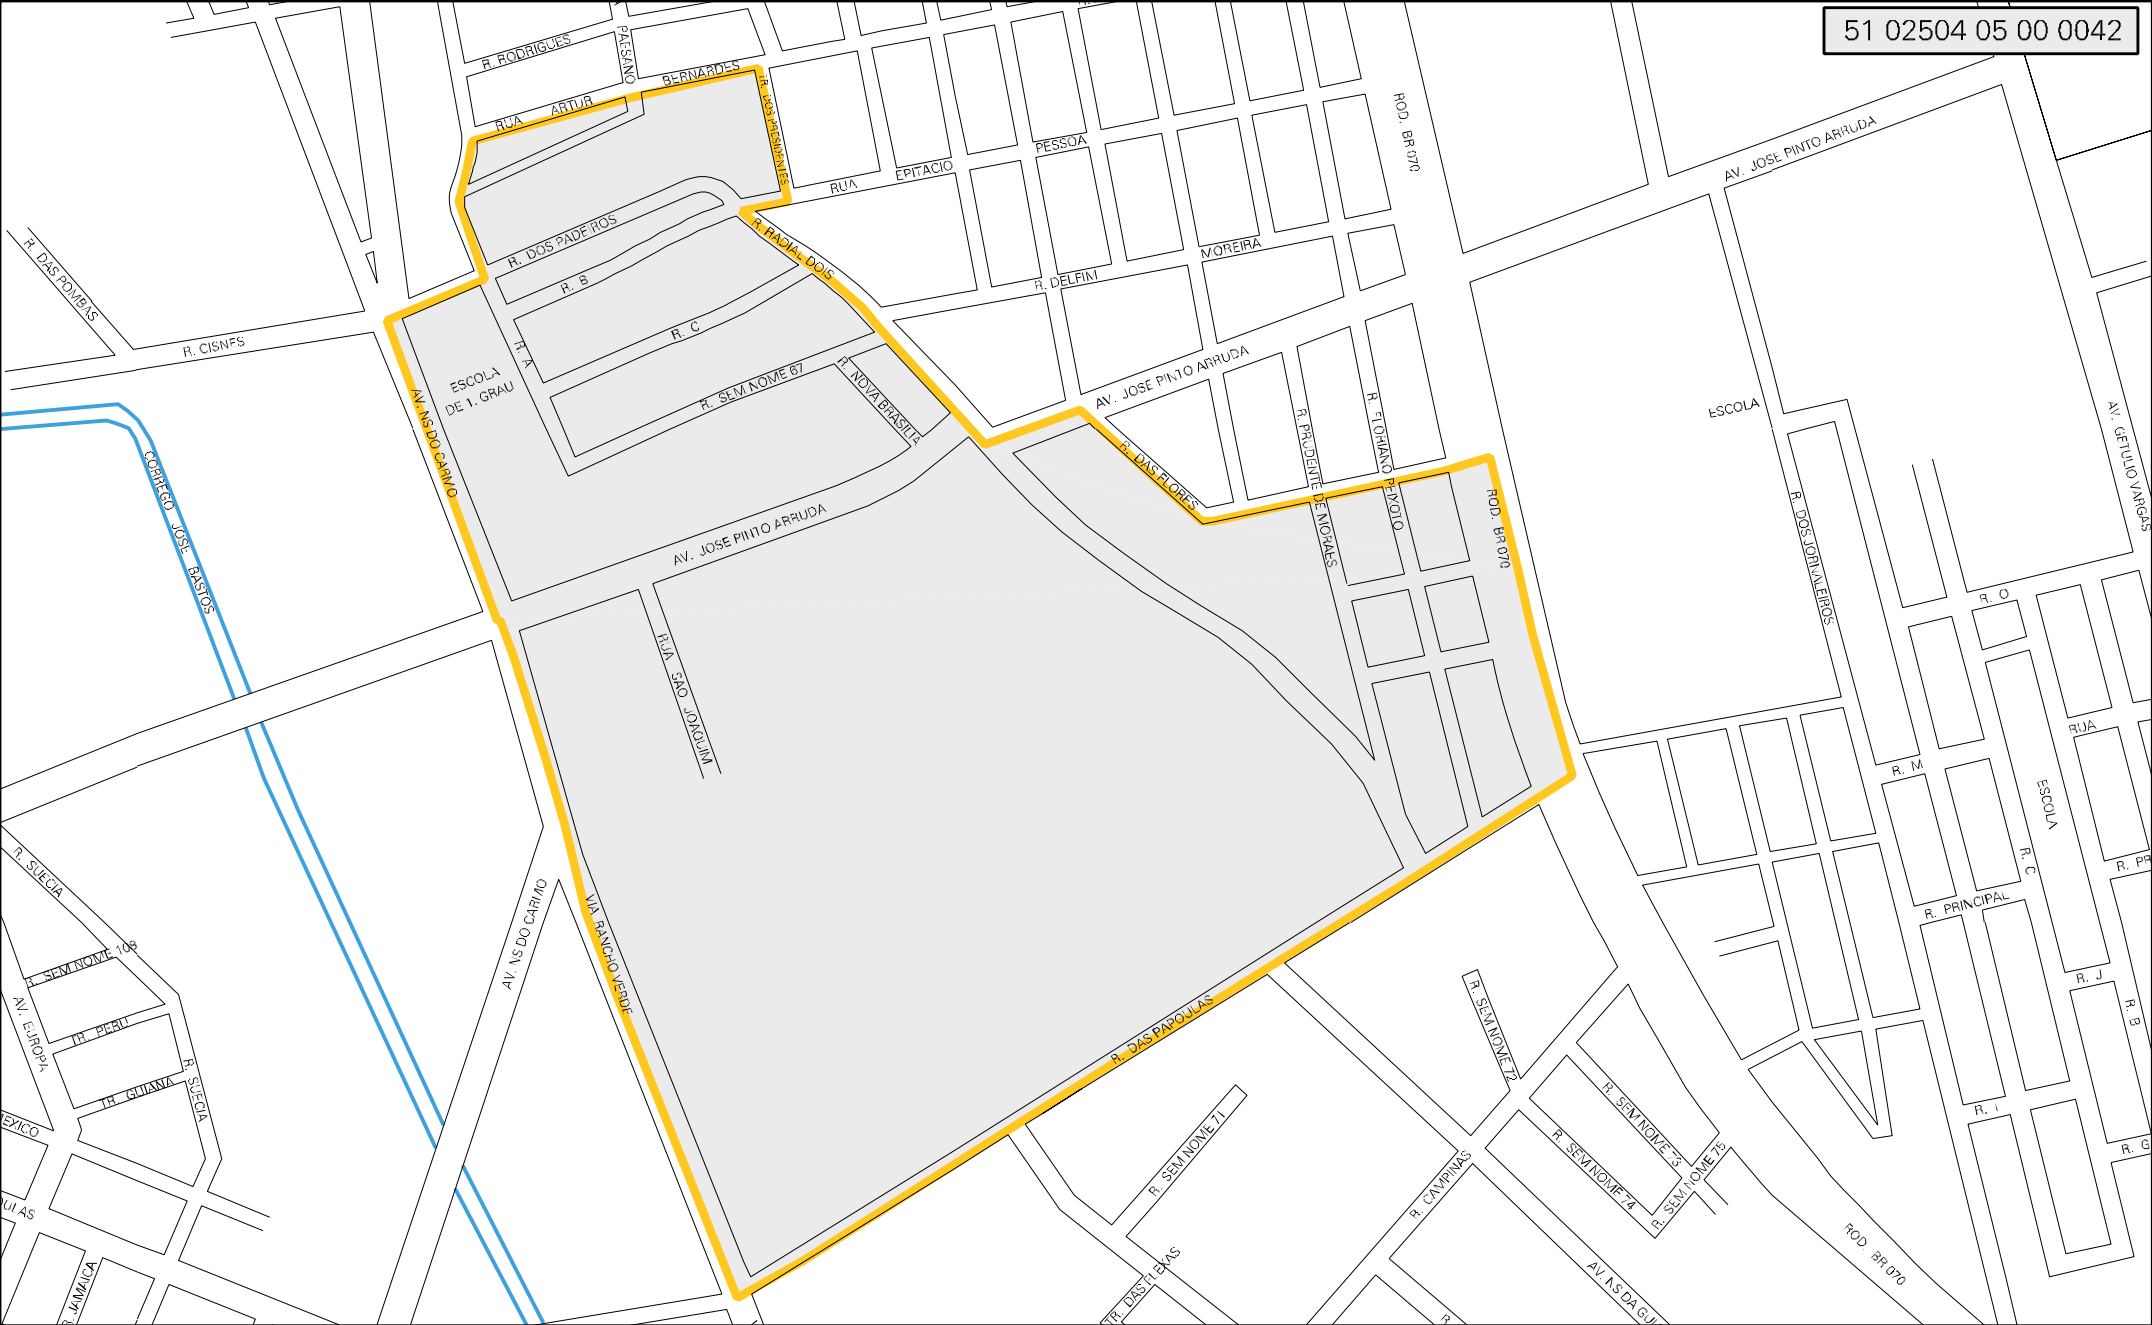 51 02504 05 00 0042
R. RODRIGUES
PAESANO
BERNARDES
RUA ARTUR
TR. DOS PRESIDENTES
ROD. BR 070
AV. JOSE PINTO ARRUDA
PESSOA
RUA EPITACIO
R. DOS PADEIROS
R. RADIAL DOIS
R. DAS POMBAS
R. B
R. DELFIM MOREIRA
R. C
R. CISNES
R. A
ESCOLA
DE 1. GRAU
R. SEM NOME 67
R. NOVA BRASILIA
AV. JOSE PINTO ARRUDA
AV. NS DO CARMO
R. PRUDENTE DE MORAES
R. FLORIANO PEIXOTO
ESCOLA
AV. GETULIO VARGAS
R. DAS FLORES
CORREGO JOSE BASTOS
AV. JOSE PINTO ARRUDA
ROD. BR 070
R. DOS JORNALEIROS
R. O
RUA SAO JOAQUIM
RUA
R. M
ESCOLA
R. C
R. PR
R. SUECIA
AV. NS DO CARMO
VIA RANCHO VERDE
R. PRINCIPAL
R. SEM NOME 108
R. J
AV. EUROPA
TR. PERU
R. SUECIA
TR. GUIANA
R. DAS PAPOULAS
R. SEM NOME 72
R. B
R. I
R. SEM NOME 71
R. SEM NOME 73
R. SEM NOME 74
R. SEM NOME 75
R. G
R. CAMPINAS
TR. DAS FLEXAS
AV. NS DA GUI
ROD. BR 070
R. JAMAICA
R.